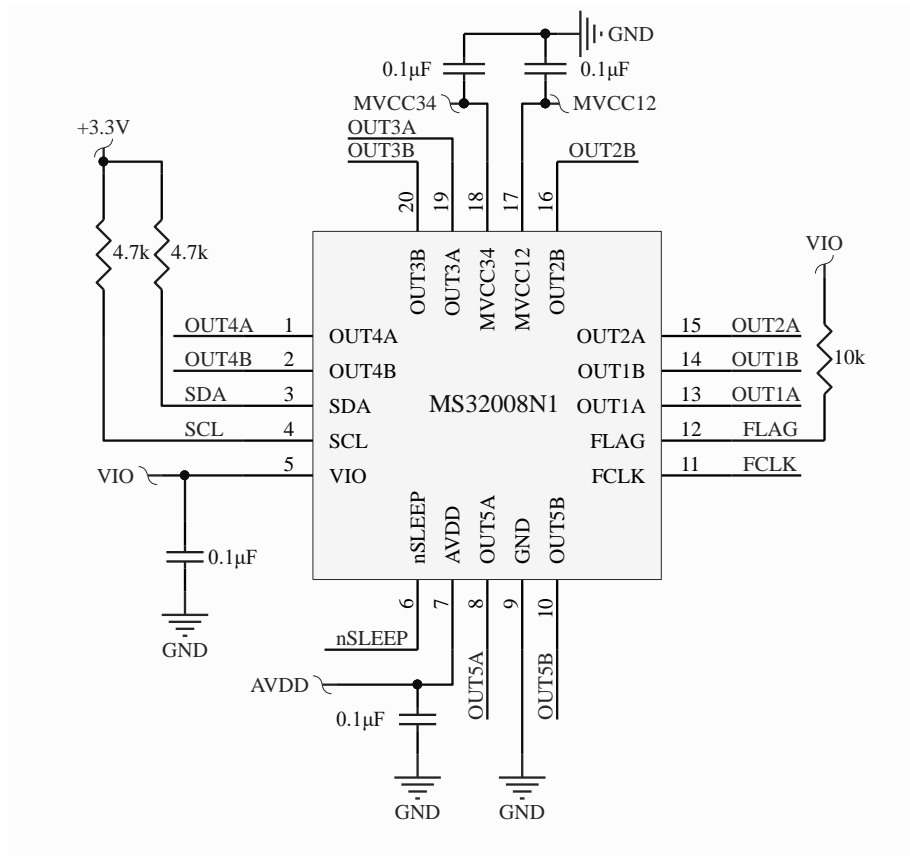 GND
0.1μF
0.1μF
MVCC34
MVCC12
+3.3V
OUT3A
OUT3B
OUT2B
20
19
18
17
16
4.7k
4.7k
VIO
OUT3B
OUT3A
MVCC34
MVCC12
OUT2B
OUT4A 1 OUT4A
OUT2A 15 OUT2A
OUT4B 2 OUT4B
OUT1B 14 OUT1B
10k
SDA 3 SDA
MS32008N1
OUT1A 13 OUT1A
SCL 4 SCL
FLAG 12 FLAG
VIO 5 VIO
FCLK 11 FCLK
nSLEEP
AVDD
OUT5A
GND
OUT5B
0.1μF
6
7
8
9
10
GND
nSLEEP
OUT5A
OUT5B
AVDD
0.1μF
GND
GND